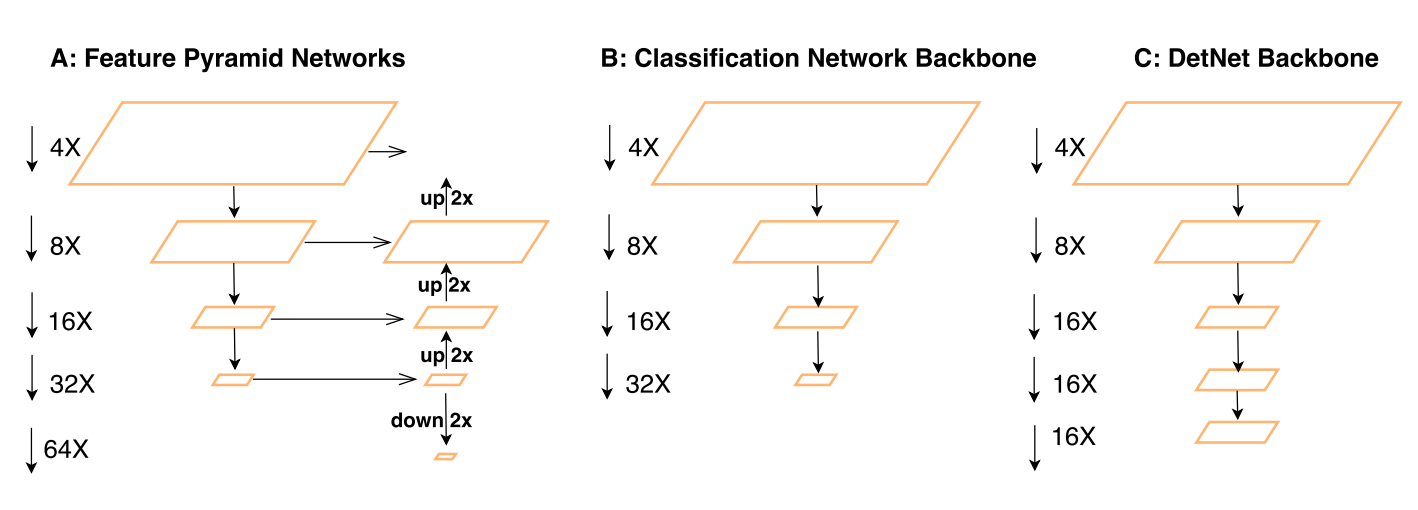 A: Feature Pyramid Networks
4X
up 2x
8X
up 2x
16X
up 2x
32X
down 2x
64X
B: Classification Network Backbone
4X
8X
16X
32X
C: DetNet Backbone
4X
8X
16X
16X
16X